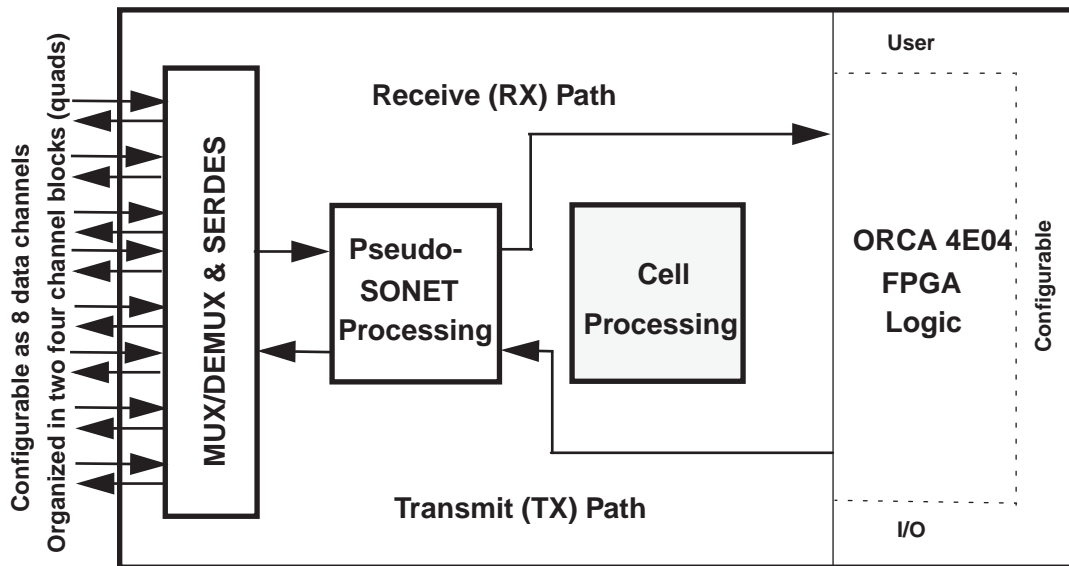 Configurable as 8 data channels
Organized in two four channel blocks (quads)
MUX/DEMUX & SERDES
Receive (RX) Path
Pseudo-
SONET
Processing
Cell
Processing
Transmit (TX) Path
User
ORCA 4E04
FPGA
Logic
Configurable
I/O